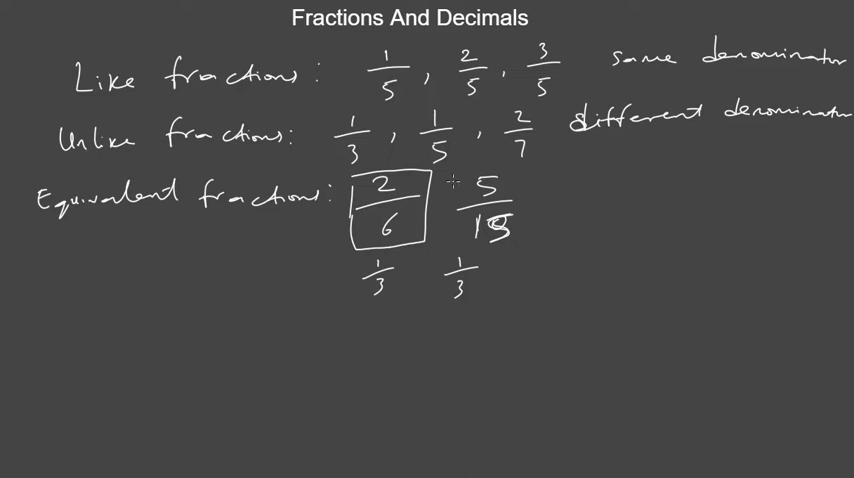 Fractions And Decimals
Like fractions: 1/5, 2/5, 3/5 same denominator
Unlike fractions: 1/3, 1/5, 2/7 different denominator
Equivalent fractions: 2/6 5/15
1/3 1/3